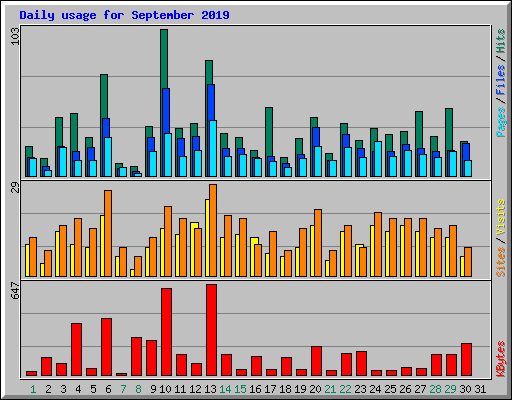 Daily usage for September 2019
103
Pages / Files / Hits
29
Sites / Visits
647
KBytes
1 2 3 4 5 6 7 8 9 10 11 12 13 14 15 16 17 18 19 20 21 22 23 24 25 26 27 28 29 30 31